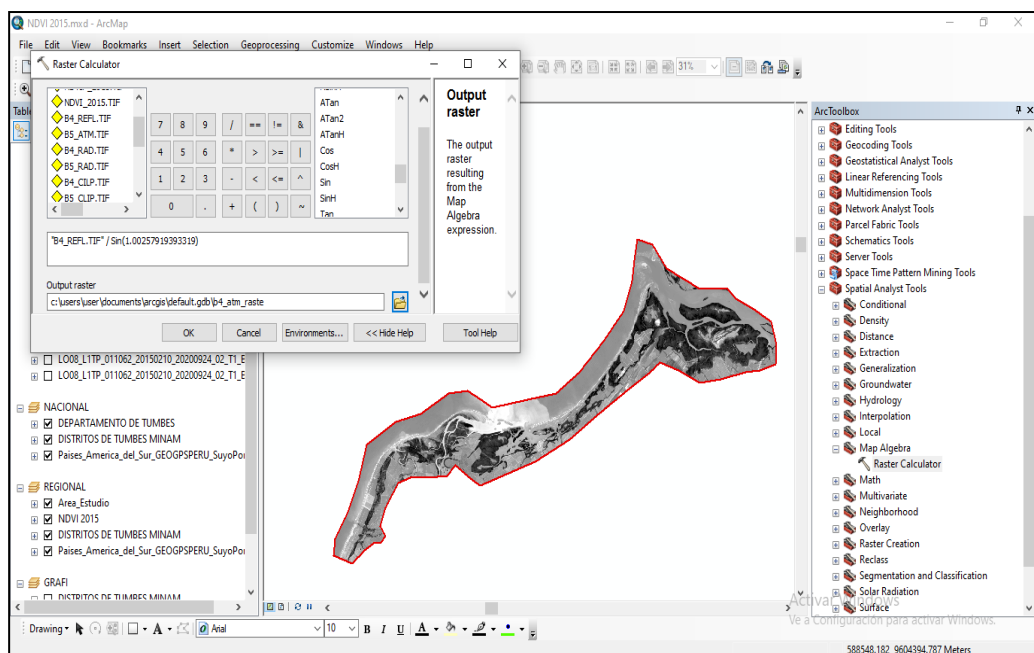 NDVI 2015.mxd - ArcMap
File Edit View Bookmarks Insert Selection Geoprocessing Customize Windows Help
31%
Raster Calculator
NDVI_2015.TIF
B4_REFL.TIF
B5_ATM.TIF
B4_RAD.TIF
B5_RAD.TIF
B4_CILP.TIF
B5_CLIP.TIF
7 8 9 / == != &
4 5 6 * > >= |
1 2 3 - < <= ^
0 . + ( ) ~
ATan
ATan2
ATanH
Cos
CosH
Sin
SinH
Tan
"B4_REFL.TIF" / Sin(1.00257919393319)
Output raster
c:\users\user\documents\arcgis\default.gdb\b4_atm_raste
OK Cancel Environments... << Hide Help Tool Help
Output raster
The output raster
resulting
from the
Map
Algebra
expression.
LO08_L1TP_011062_20150210_20200924_02_T1_E
LO08_L1TP_011062_20150210_20200924_02_T1_E
NACIONAL
DEPARTAMENTO DE TUMBES
DISTRITOS DE TUMBES MINAM
Paises_America_del_Sur_GEOGPSPERU_SuyoPo
REGIONAL
Area_Estudio
NDVI 2015
DISTRITOS DE TUMBES MINAM
Paises_America_del_Sur_GEOGPSPERU_SuyoPo
GRAFI
DISTRITOS DE TUMBES MINAM
ArcToolbox
Editing Tools
Geocoding Tools
Geostatistical Analyst Tools
Linear Referencing Tools
Multidimension Tools
Network Analyst Tools
Parcel Fabric Tools
Schematics Tools
Server Tools
Space Time Pattern Mining Tools
Spatial Analyst Tools
Conditional
Density
Distance
Extraction
Generalization
Groundwater
Hydrology
Interpolation
Local
Map Algebra
Raster Calculator
Math
Multivariate
Neighborhood
Overlay
Raster Creation
Reclass
Segmentation and Classification
Solar Radiation
Surface
Activar Windows
Ve a Configuración para activar Windows.
Drawing A Arial 10 B I U A
588548.182 9604394.787 Meters